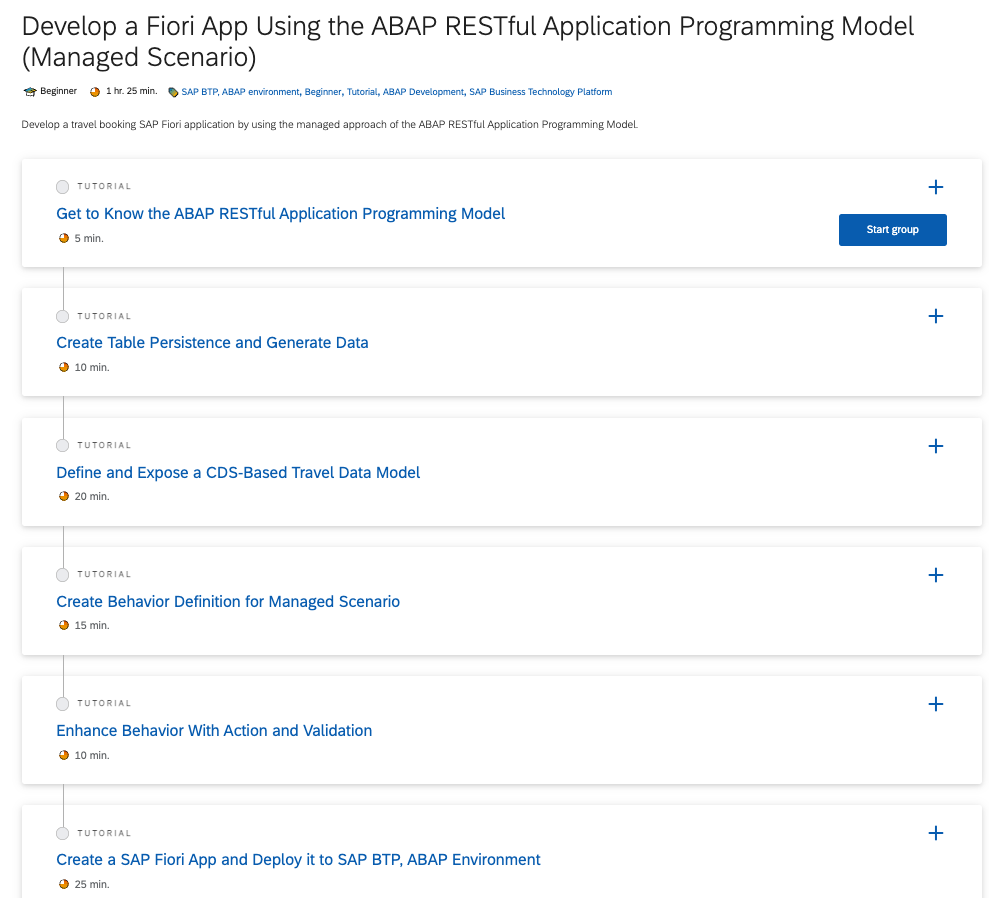 Develop a Fiori App Using the ABAP RESTful Application Programming Model
(Managed Scenario)
Beginner 1 hr. 25 min. SAP BTP, ABAP environment, Beginner, Tutorial, ABAP Development, SAP Business Technology Platform
Develop a travel booking SAP Fiori application by using the managed approach of the ABAP RESTful Application Programming Model.
TUTORIAL
Get to Know the ABAP RESTful Application Programming Model
5 min.
Start group
TUTORIAL
Create Table Persistence and Generate Data
10 min.
TUTORIAL
Define and Expose a CDS-Based Travel Data Model
20 min.
TUTORIAL
Create Behavior Definition for Managed Scenario
15 min.
TUTORIAL
Enhance Behavior With Action and Validation
10 min.
TUTORIAL
Create a SAP Fiori App and Deploy it to SAP BTP, ABAP Environment
25 min.